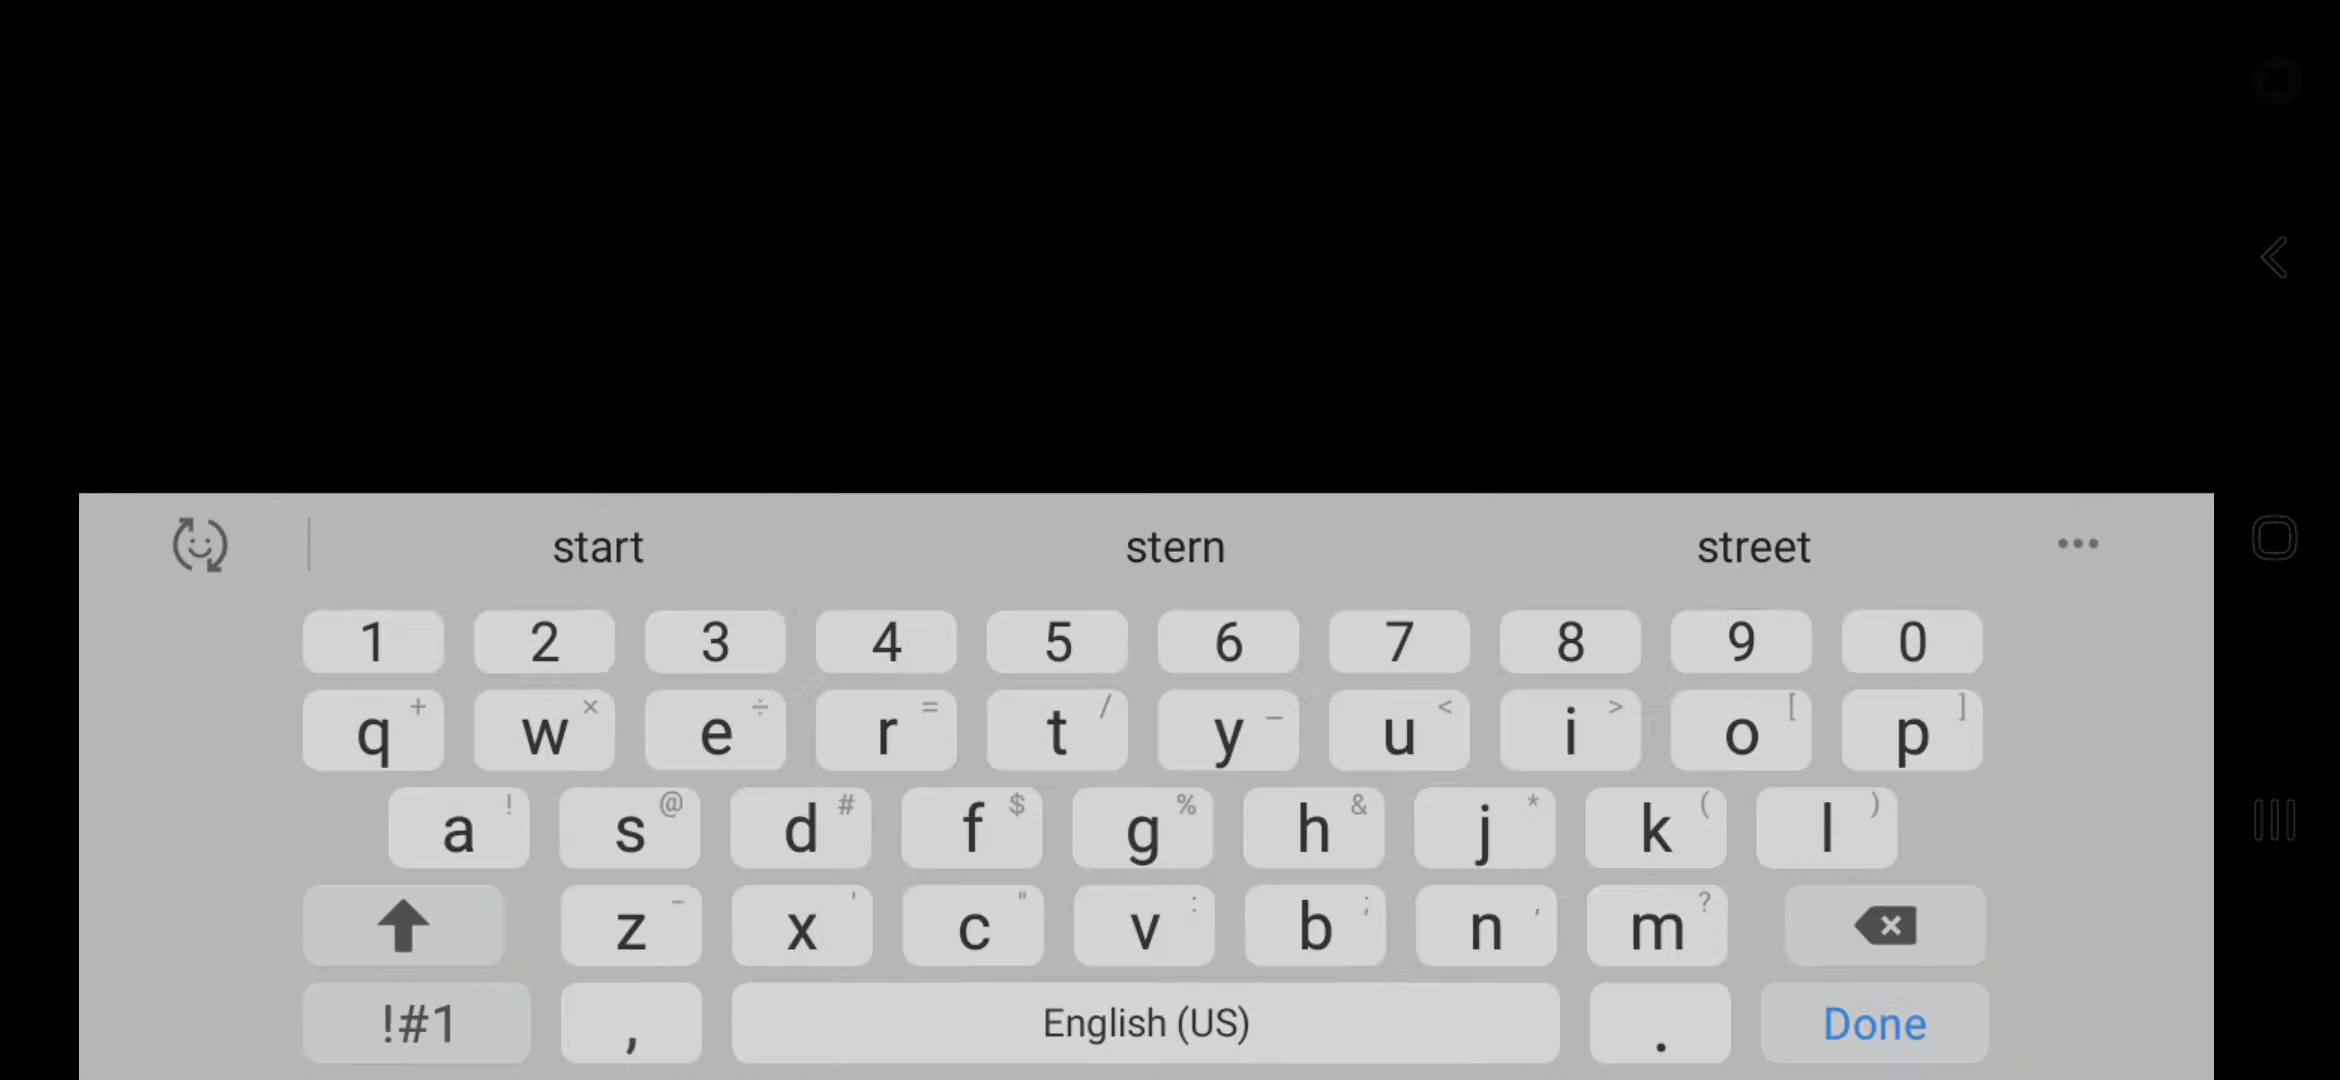 start stern street •••
1 2 3 4 5 6 7 8 9 0
q + w × e ÷ r = t / y _ u < i > o [ p ]
a ! s @ d # f $ g % h & j * k ( l )
z - x ' c " v : b ; n , m ?
!#1 , English (US) . Done